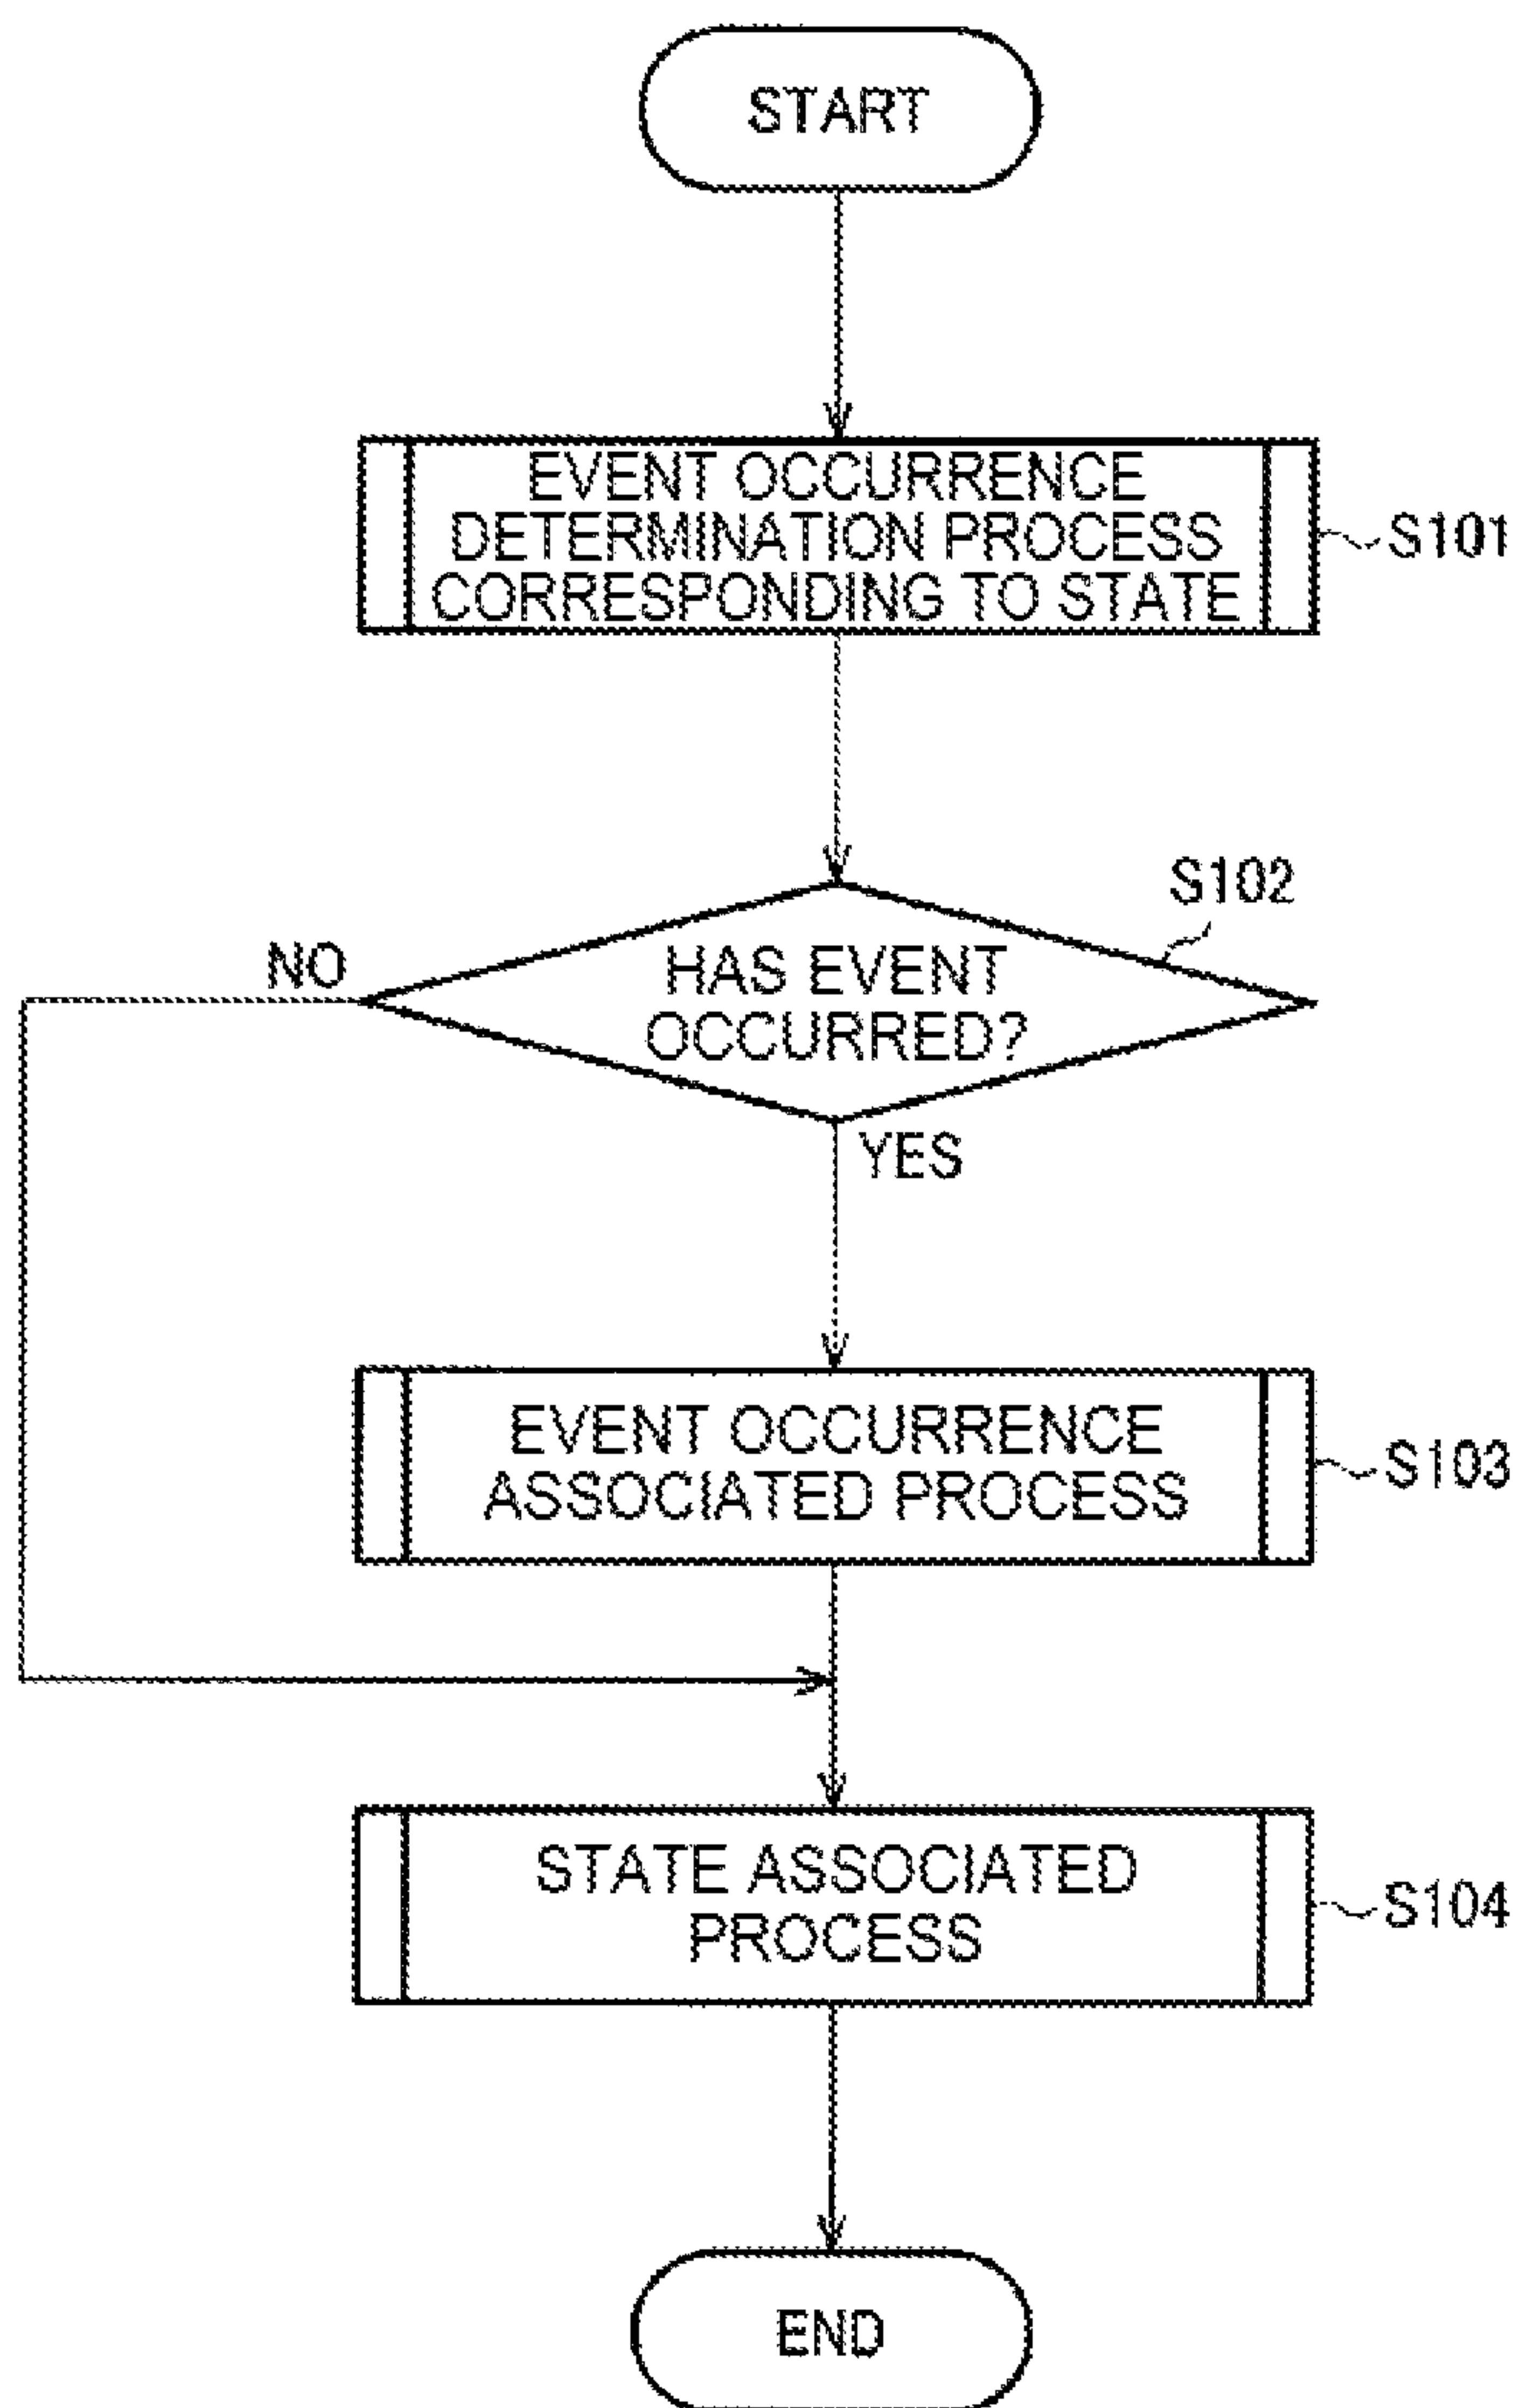 START
EVENT OCCURRENCE
DETERMINATION PROCESS
CORRESPONDING TO STATE
S101
S102
NO
HAS EVENT
OCCURRED?
YES
EVENT OCCURRENCE
ASSOCIATED PROCESS
S103
STATE ASSOCIATED
PROCESS
S104
END